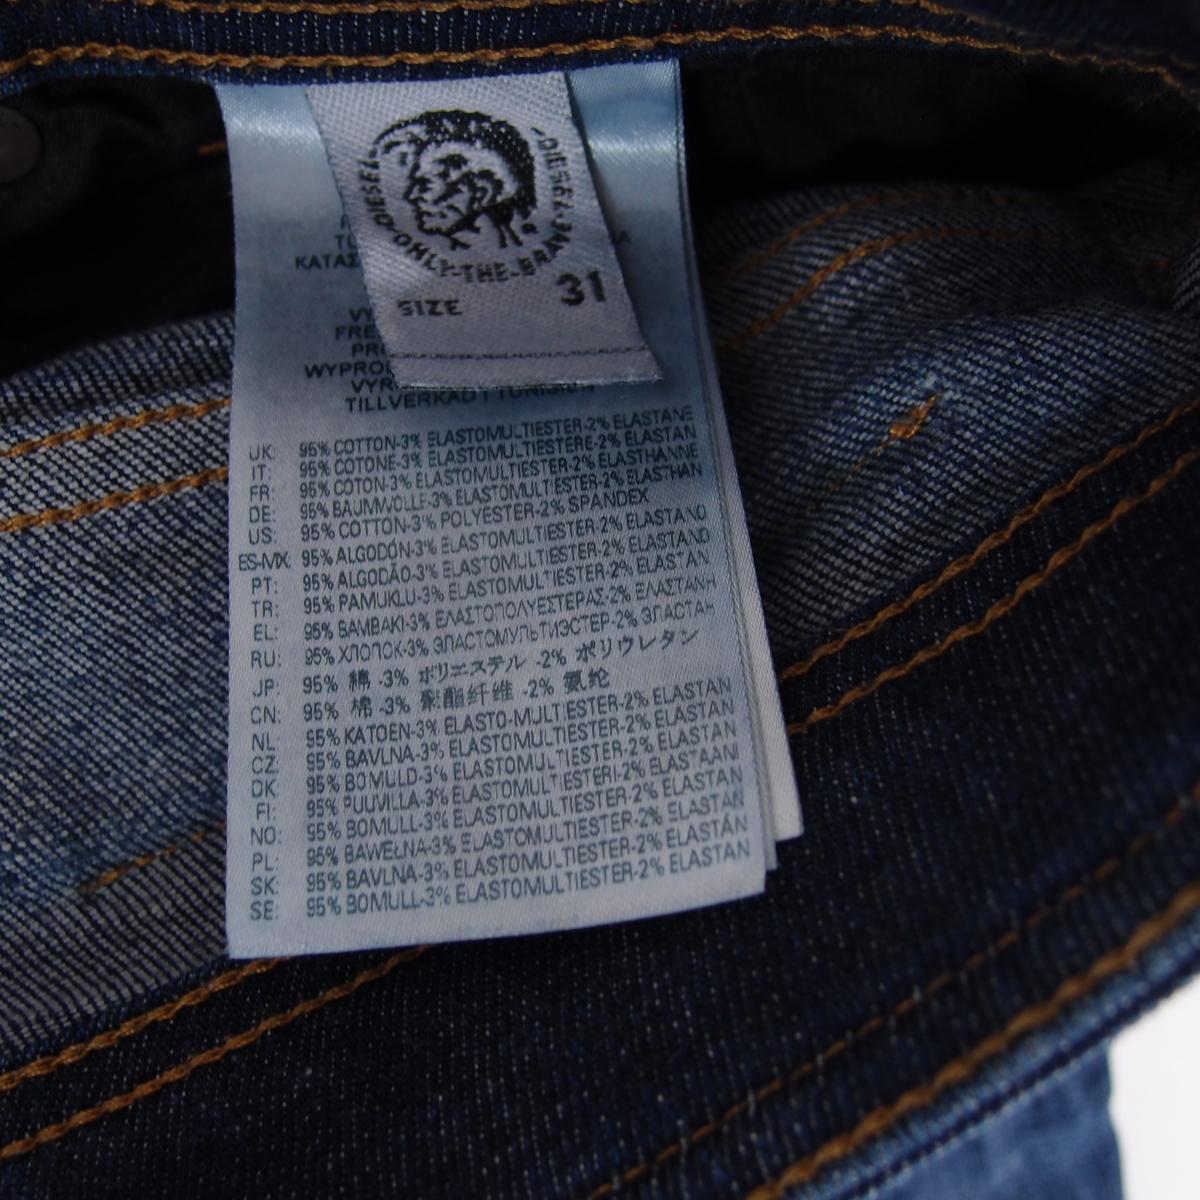 DIESEL·ONLY·THE·BRAVE·DIESEL·
SIZE 31
TILLVERKAD I TUNISIEN
UK: 95% COTTON-3% ELASTOMULTIESTER-2% ELASTANE
IT: 95% COTONE-3% ELASTOMULTIESTERE-2% ELASTAN
FR: 95% COTON-3% ELASTOMULTIESTER-2% ELASTHANNE
DE: 95% BAUMWOLLE-3% ELASTOMULTIESTER-2% ELASTHAN
US: 95% COTTON-3% POLYESTER-2% SPANDEX
ES-MX: 95% ALGODÓN-3% ELASTOMULTIESTER-2% ELASTANO
PT: 95% ALGODÃO-3% ELASTOMULTIESTER-2% ELASTANO
TR: 95% PAMUKLU-3% ELASTOMULTIESTER-2% ELASTANH
EL: 95% ΒΑΜΒΑΚΙ-3% ΕΛΑΣΤΟΠΟΛΥΕΣΤΕΡΑΣ-2% ΕΛΑΣΤΑΝΗ
RU: 95% ХЛОПОК-3% ЭЛАСТОМУЛЬТИЭСТЕР-2% ЭЛАСТАН
JP: 95% 綿 -3% ポリエステル -2% ポリウレタン
CN: 95% 棉 -3% 聚酯纤维 -2% 氨纶
NL: 95% KATOEN-3% ELASTO-MULTIESTER-2% ELASTAN
CZ: 95% BAVLNA-3% ELASTOMULTIESTER-2% ELASTAN
DK: 95% BOMULD-3% ELASTOMULTIESTER-2% ELASTAN
FI: 95% PUUVILLA-3% ELASTOMULTIESTERI-2% ELASTAANI
NO: 95% BOMULL-3% ELASTOMULTIESTER-2% ELASTAN
PL: 95% BAWEŁNA-3% ELASTOMULTIESTER-2% ELASTAN
SK: 95% BAVLNA-3% ELASTOMULTIESTER-2% ELASTÁN
SE: 95% BOMULL-3% ELASTOMULTIESTER-2% ELASTAN